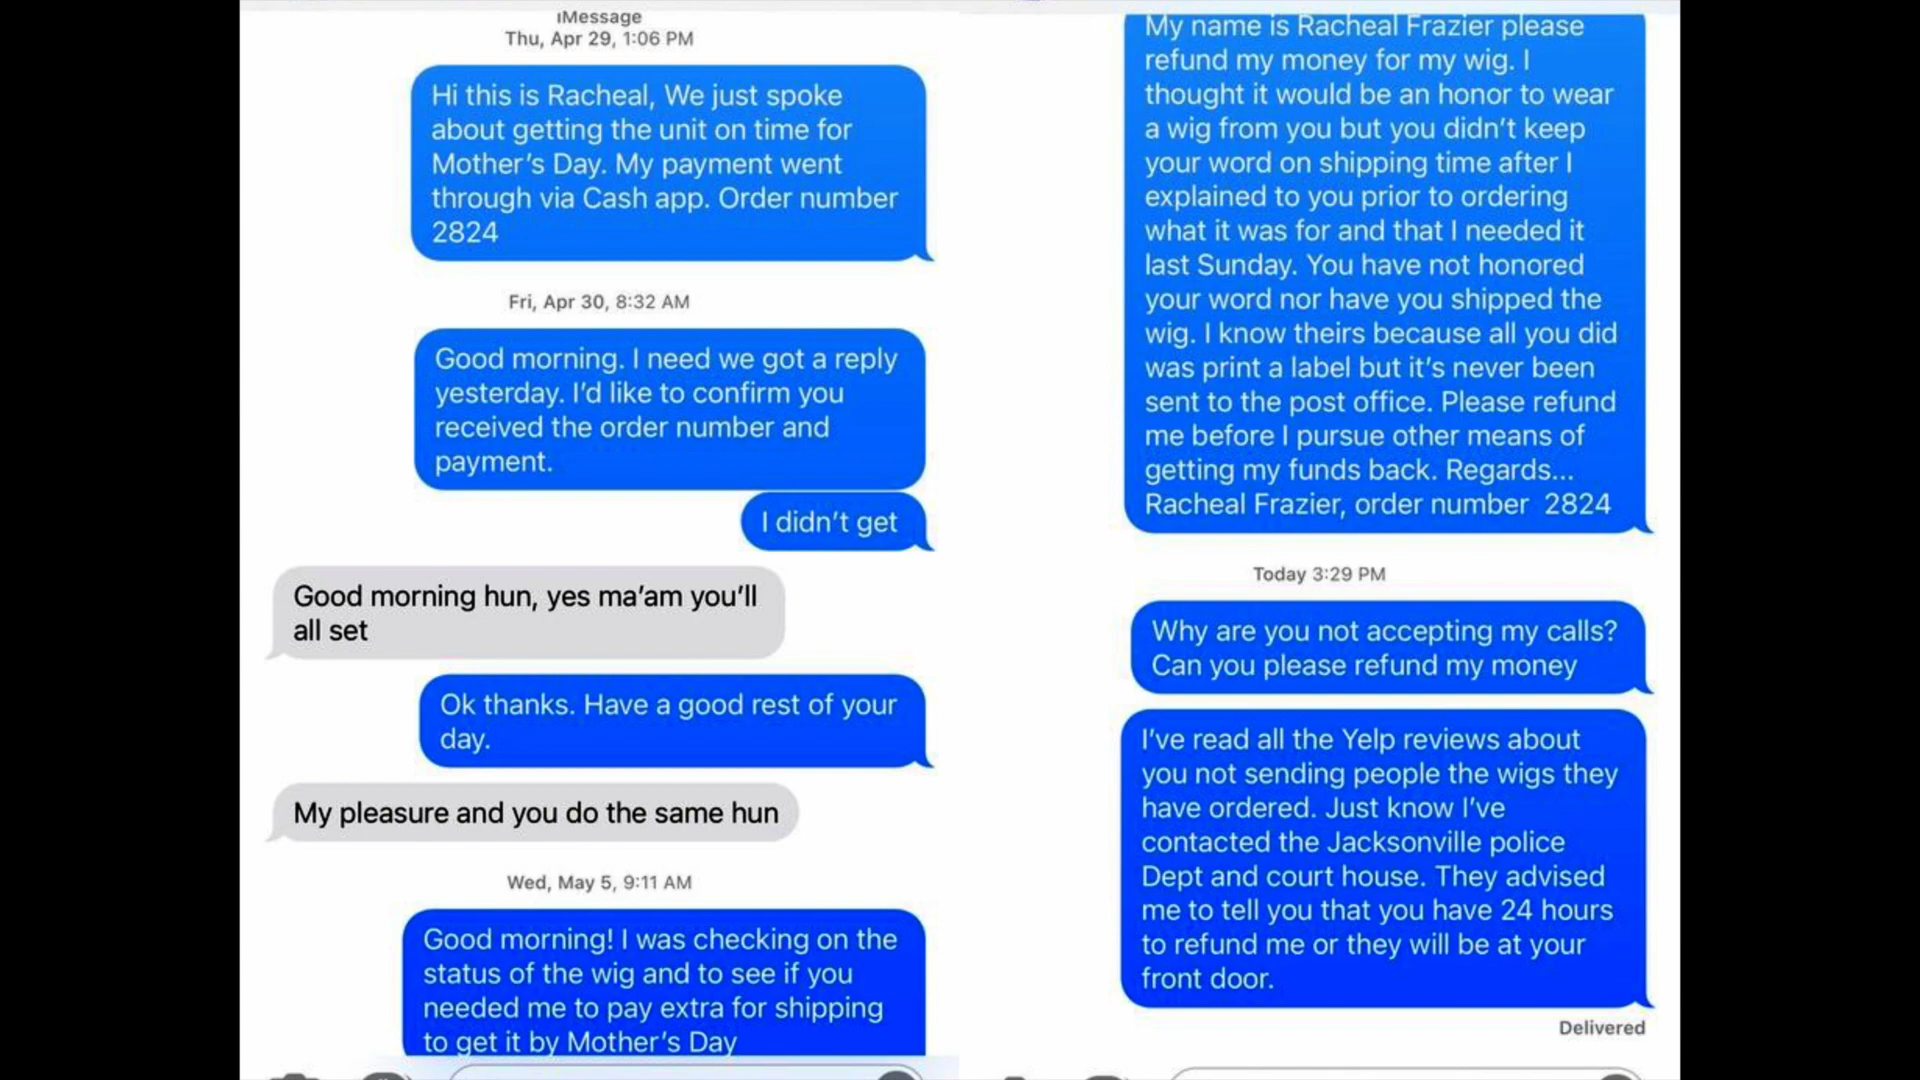 iMessage
Thu, Apr 29, 1:06 PM
Hi this is Racheal, We just spoke
about getting the unit on time for
Mother's Day. My payment went
through via Cash app. Order number
2824
Fri, Apr 30, 8:32 AM
Good morning. I need we got a reply
yesterday. I'd like to confirm you
received the order number and
payment.
I didn't get
Good morning hun, yes ma'am you'll
all set
Ok thanks. Have a good rest of your
day.
My pleasure and you do the same hun
Wed, May 5, 9:11 AM
Good morning! I was checking on the
status of the wig and to see if you
needed me to pay extra for shipping
to get it by Mother's Day
My name is Racheal Frazier please
refund my money for my wig. I
thought it would be an honor to wear
a wig from you but you didn't keep
your word on shipping time after I
explained to you prior to ordering
what it was for and that I needed it
last Sunday. You have not honored
your word nor have you shipped the
wig. I know theirs because all you did
was print a label but it's never been
sent to the post office. Please refund
me before I pursue other means of
getting my funds back. Regards...
Racheal Frazier, order number 2824
Today 3:29 PM
Why are you not accepting my calls?
Can you please refund my money
I've read all the Yelp reviews about
you not sending people the wigs they
have ordered. Just know I've
contacted the Jacksonville police
Dept and court house. They advised
me to tell you that you have 24 hours
to refund me or they will be at your
front door.
Delivered